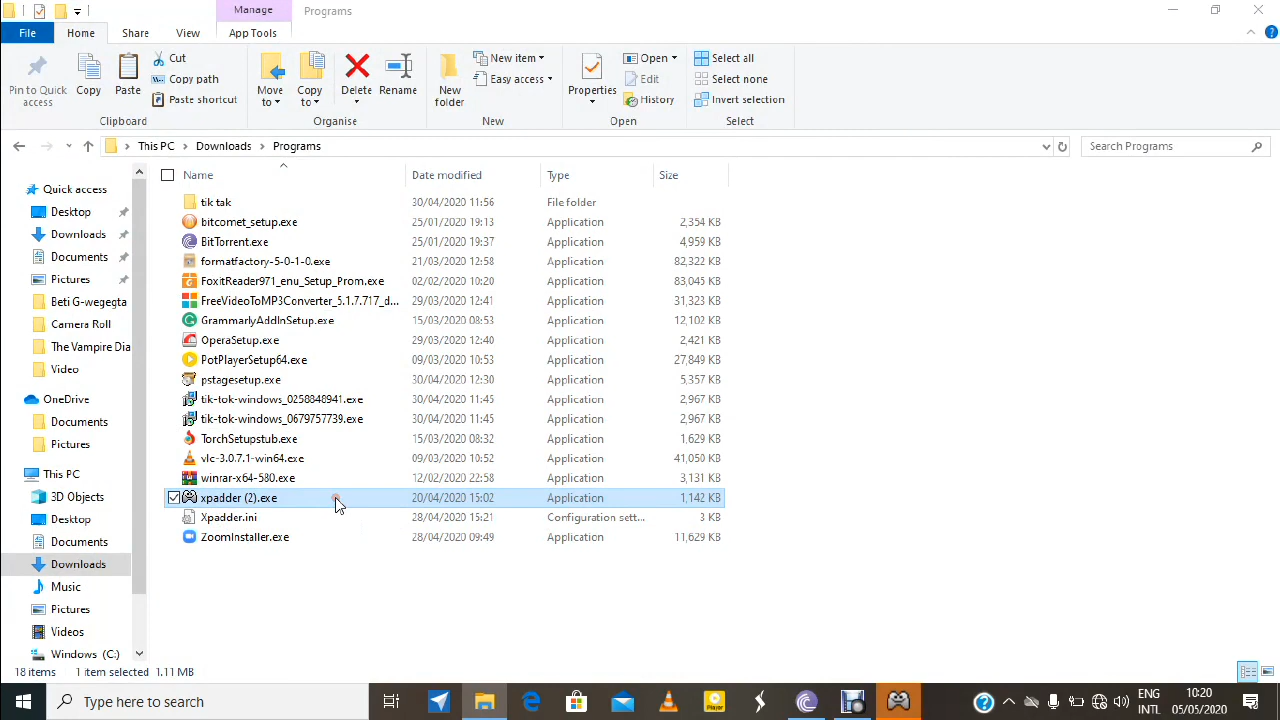 Manage
Programs
File
Home
Share
View
App Tools
Pin to Quick access
Copy
Paste
Cut
Copy path
Paste shortcut
Clipboard
Move to
Copy to
Delete
Rename
Organise
New folder
New item
Easy access
New
Properties
Open
Edit
History
Open
Select all
Select none
Invert selection
Select
This PC
Downloads
Programs
Search Programs
Name
Date modified
Type
Size
Quick access
Desktop
Downloads
Documents
Pictures
Beti G-wegegta
Camera Roll
The Vampire Dia
Video
OneDrive
Documents
Pictures
This PC
3D Objects
Desktop
Documents
Downloads
Music
Pictures
Videos
Windows (C:)
tik tak 30/04/2020 11:56 File folder
bitcomet_setup.exe 25/01/2020 19:13 Application 2,354 KB
BitTorrent.exe 25/01/2020 19:37 Application 4,959 KB
formatfactory-5-0-1-0.exe 21/03/2020 12:58 Application 82,322 KB
FoxitReader971_enu_Setup_Prom.exe 02/02/2020 10:20 Application 83,045 KB
FreeVideoToMP3Converter_5.1.7.717_d... 29/03/2020 12:41 Application 31,323 KB
GrammarlyAddInSetup.exe 15/03/2020 08:53 Application 12,102 KB
OperaSetup.exe 29/03/2020 12:40 Application 2,421 KB
PotPlayerSetup64.exe 09/03/2020 10:53 Application 27,849 KB
pstagesetup.exe 30/04/2020 12:30 Application 5,357 KB
tik-tok-windows_0258848941.exe 30/04/2020 11:45 Application 2,967 KB
tik-tok-windows_0679757739.exe 30/04/2020 11:45 Application 2,967 KB
TorchSetupstub.exe 15/03/2020 08:32 Application 1,629 KB
vlc-3.0.7.1-win64.exe 09/03/2020 10:52 Application 41,050 KB
winrar-x64-580.exe 12/02/2020 22:58 Application 3,131 KB
xpadder (2).exe 20/04/2020 15:02 Application 1,142 KB
Xpadder.ini 28/04/2020 15:21 Configuration sett... 3 KB
ZoomInstaller.exe 28/04/2020 09:49 Application 11,629 KB
18 items 1 item selected 1.11 MB
Type here to search
Player
ENG
INTL
10:20
05/05/2020